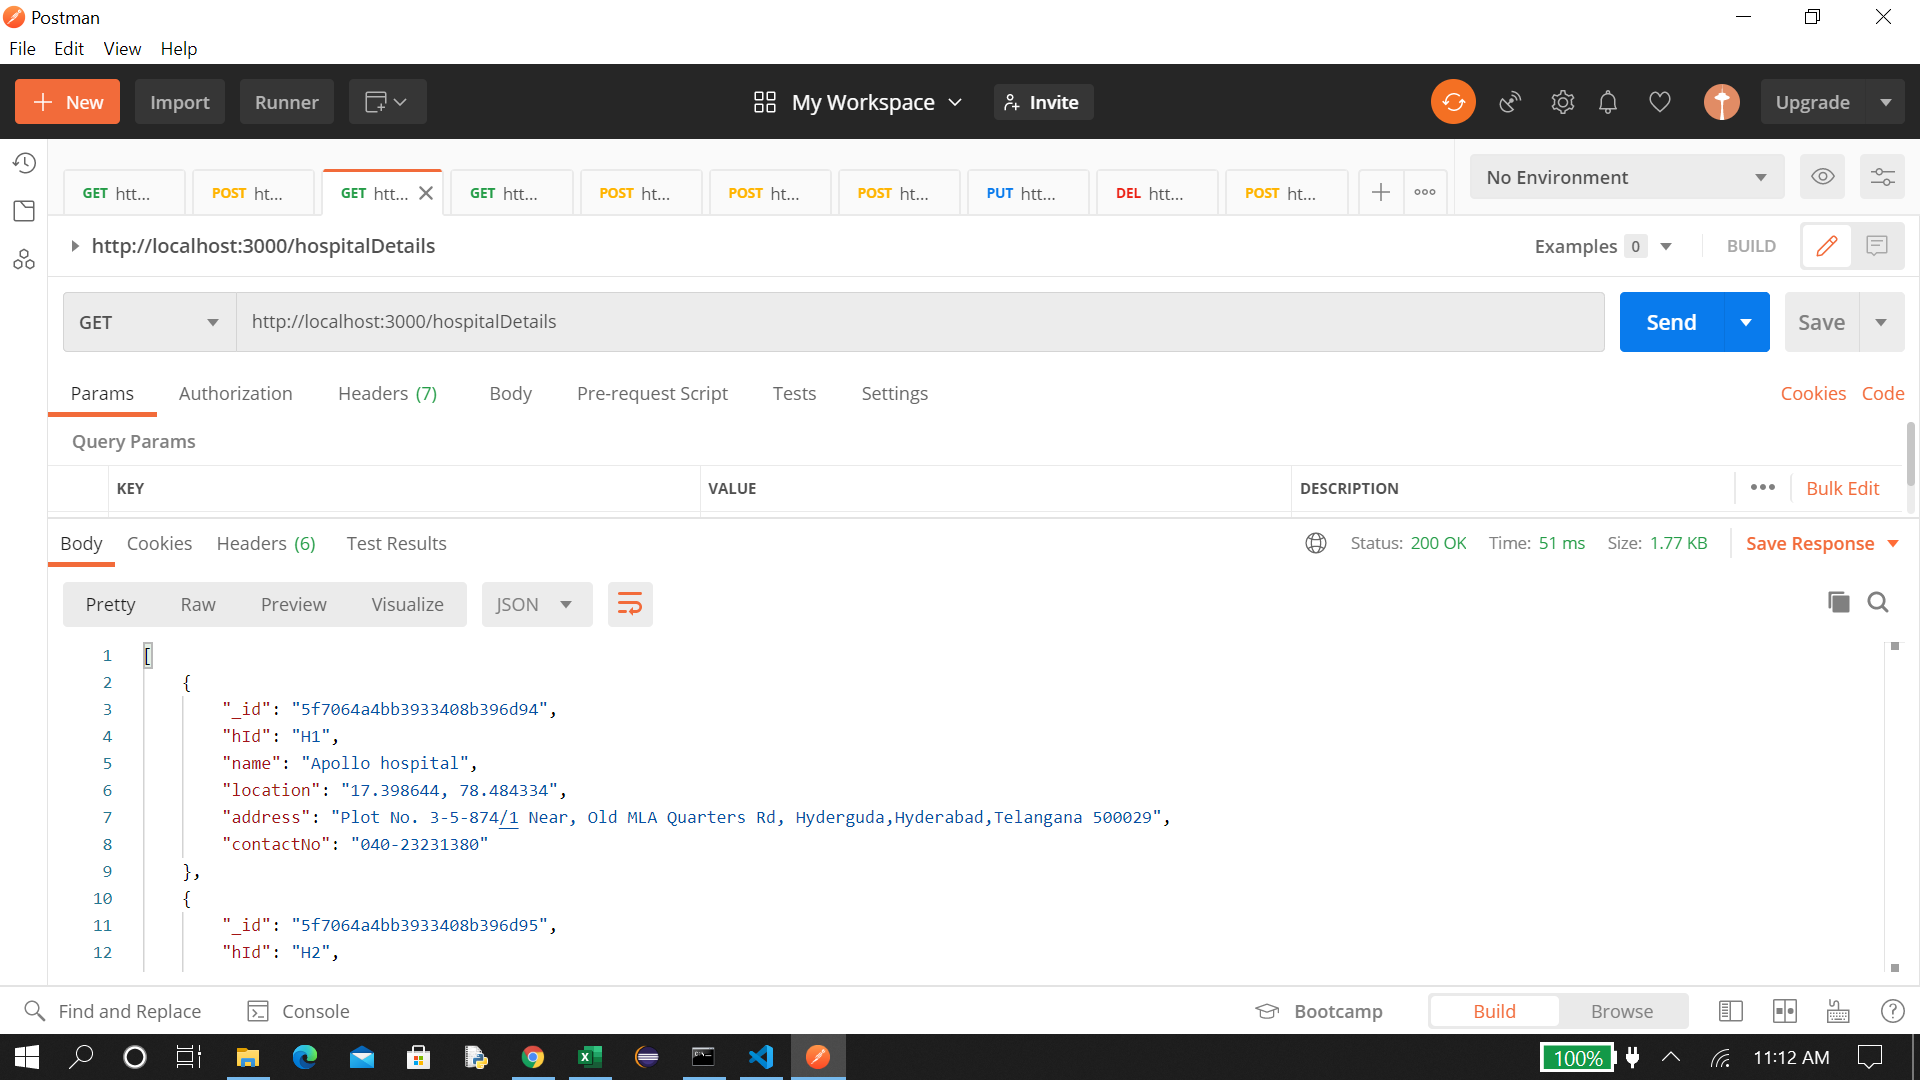 Postman
File Edit View Help
New Import Runner My Workspace Invite Upgrade
GET htt... POST ht... GET htt... GET htt... POST ht... POST ht... POST ht... PUT htt... DEL htt... POST ht... No Environment
http://localhost:3000/hospitalDetails Examples 0 BUILD
GET http://localhost:3000/hospitalDetails Send Save
Params Authorization Headers (7) Body Pre-request Script Tests Settings Cookies Code
Query Params
KEY VALUE DESCRIPTION Bulk Edit
Body Cookies Headers (6) Test Results Status: 200 OK Time: 51 ms Size: 1.77 KB Save Response
Pretty Raw Preview Visualize JSON
1 [
2 {
3 "_id": "5f7064a4bb3933408b396d94",
4 "hId": "H1",
5 "name": "Apollo hospital",
6 "location": "17.398644, 78.484334",
7 "address": "Plot No. 3-5-874/1 Near, Old MLA Quarters Rd, Hyderguda,Hyderabad,Telangana 500029",
8 "contactNo": "040-23231380"
9 },
10 {
11 "_id": "5f7064a4bb3933408b396d95",
12 "hId": "H2",
Find and Replace Console Bootcamp Build Browse
100% 11:12 AM